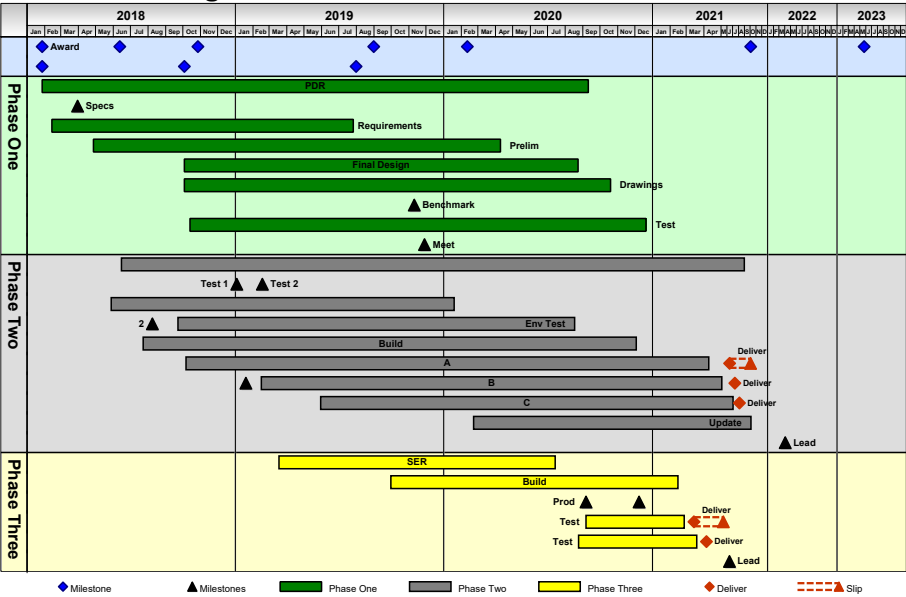 2018 2019 2020 2021 2022 2023
Jan Feb Mar Apr May Jun Jul Aug Sep Oct Nov Dec Jan Feb Mar Apr May Jun Jul Aug Sep Oct Nov Dec Jan Feb Mar Apr May Jun Jul Aug Sep Oct Nov Dec Jan Feb Mar Apr M J J A S O N D J F M A M J J A S O N D J F M A M J J A S O N D
Award
Phase One
PDR
Specs
Requirements
Prelim
Final Design
Drawings
Benchmark
Test
Meet
Phase Two
Test 1 Test 2
2 Env Test
Build
Deliver
A
B Deliver
C Deliver
Update
Lead
Phase Three
SER
Build
Prod
Deliver
Test
Test Deliver
Lead
Milestone Milestones Phase One Phase Two Phase Three Deliver Slip